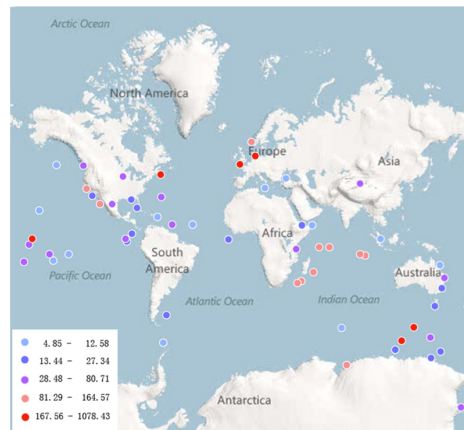 Arctic Ocean
North America
Europe
Asia
Africa
South
America
Pacific Ocean
Atlantic Ocean
Indian Ocean
Australia
4.85 - 12.58
13.44 - 27.34
28.48 - 80.71
81.29 - 164.57
167.56 - 1078.43
Antarctica